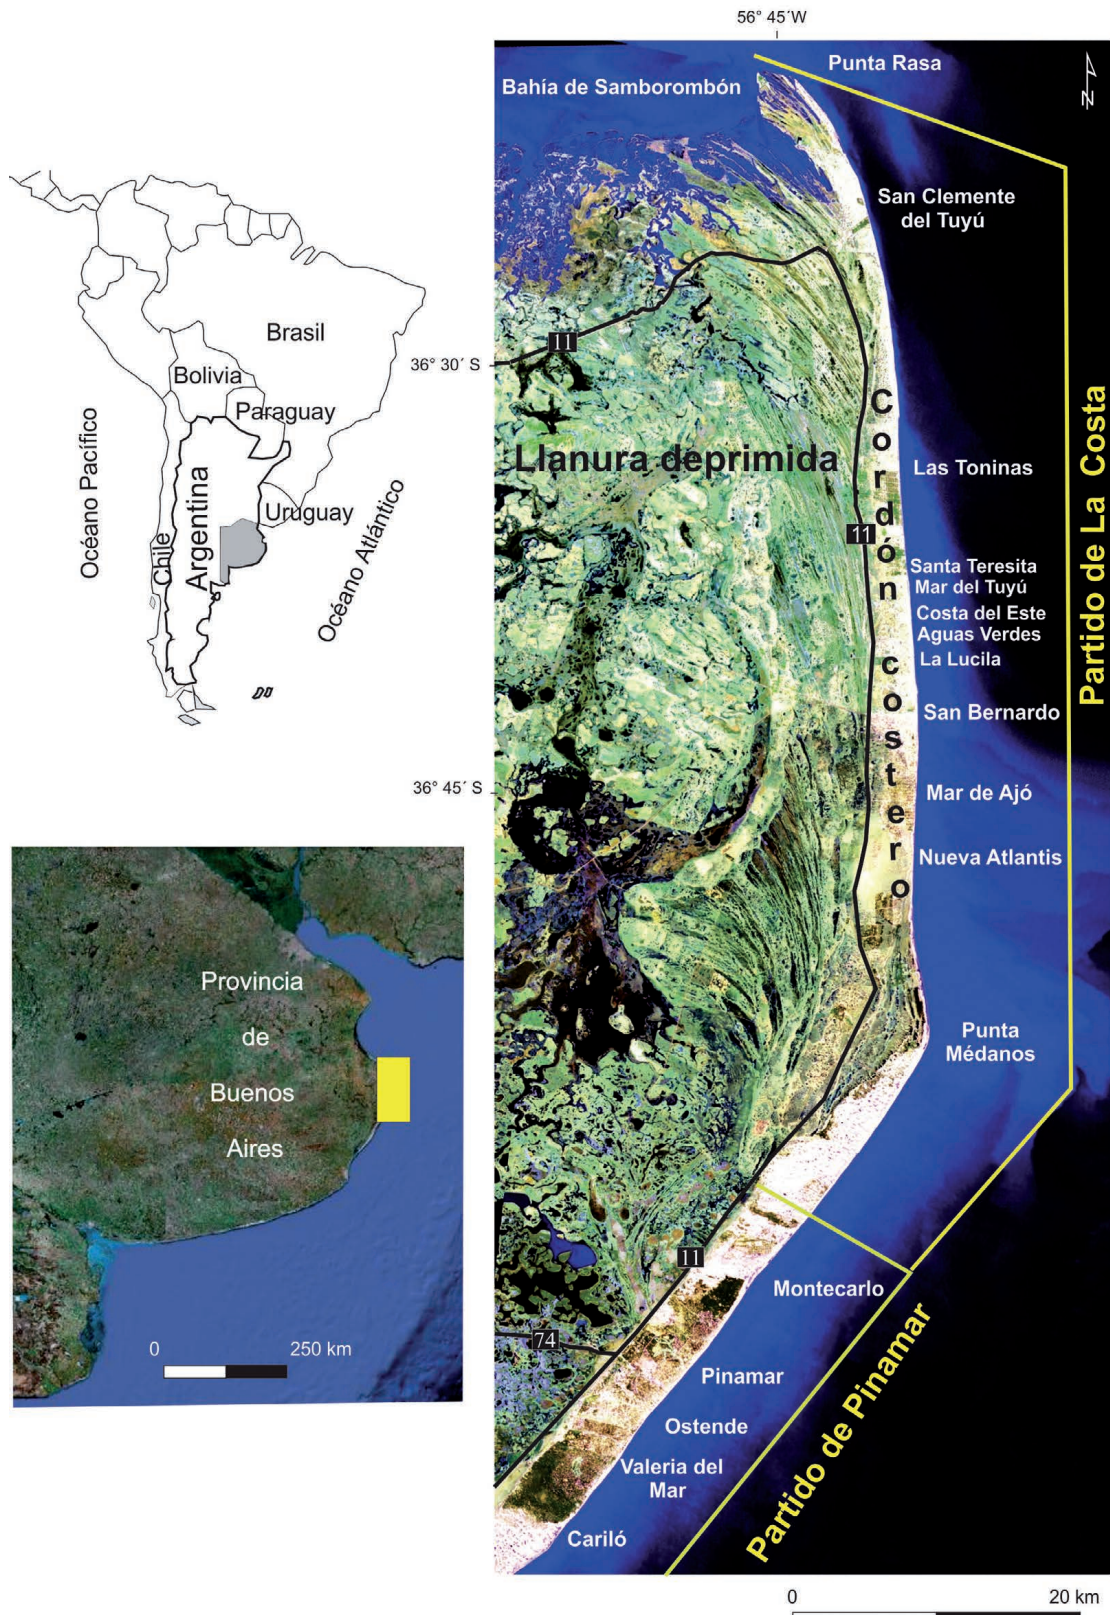 56° 45´W
Punta Rasa
Bahía de Samborombón
N
San Clemente
del Tuyú
Brasil
11
36° 30´ S
Bolivia
Paraguay
Cordón costero
Partido de La Costa
Llanura deprimida
Las Toninas
Océano Pacífico
Chile
Argentina
Uruguay
Océano Atlántico
11
Santa Teresita
Mar del Tuyú
Costa del Este
Aguas Verdes
La Lucila
San Bernardo
36° 45´ S
Mar de Ajó
Nueva Atlantis
Provincia
de
Buenos
Aires
Punta
Médanos
11
Montecarlo
0 250 km
74
Pinamar
Partido de Pinamar
Ostende
Valeria del
Mar
Cariló
0 20 km